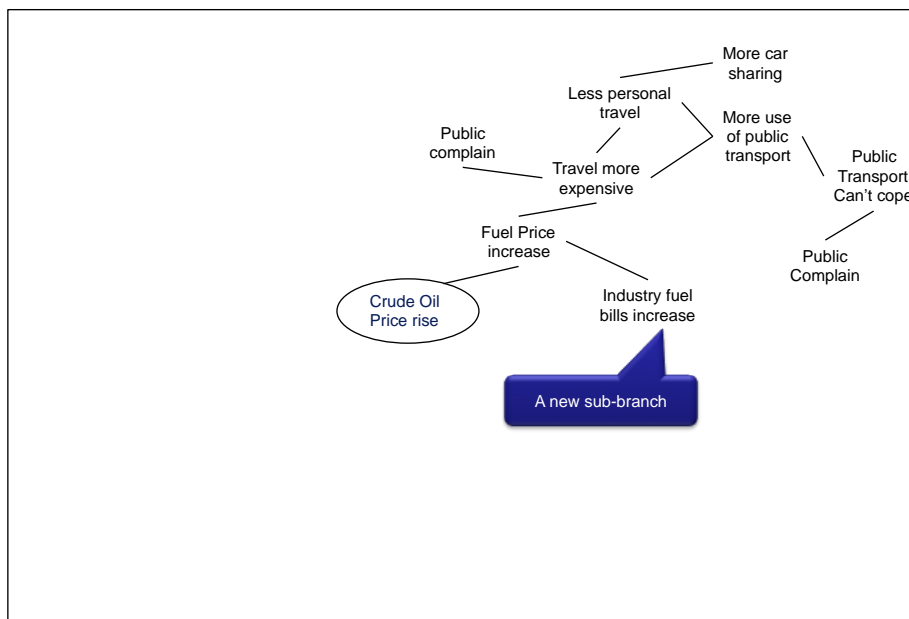 More car
sharing
Less personal
travel
More use
of public
transport
Public
complain
Public
Transport
Can't cope
Travel more
expensive
Fuel Price
increase
Public
Complain
Crude Oil
Price rise
Industry fuel
bills increase
A new sub-branch